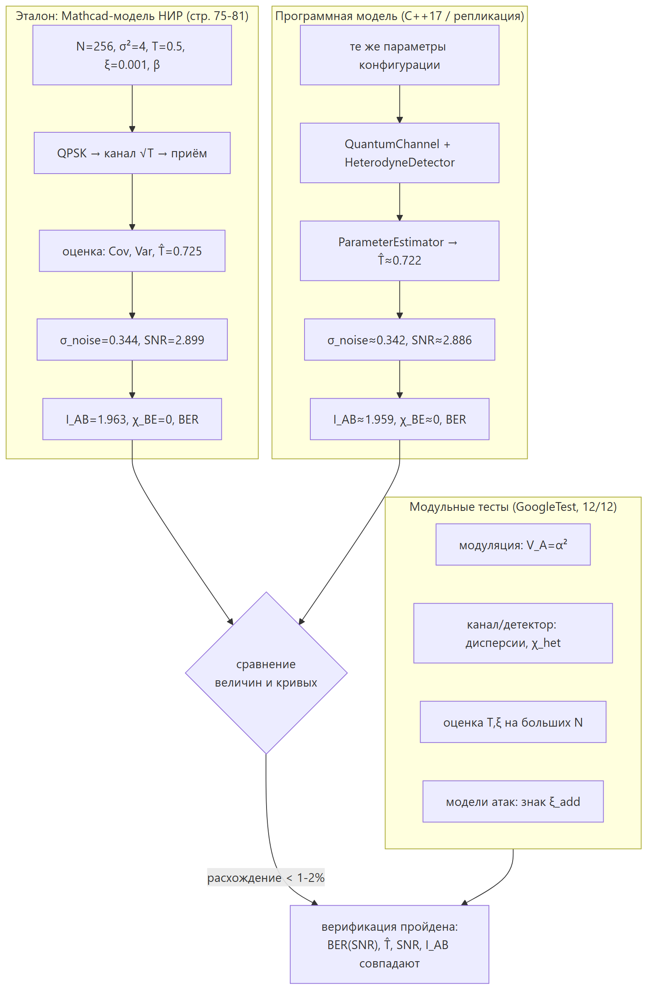 Эталон: Mathcad-модель НИР (стр. 75-81)
N=256, σ²=4, T=0.5,
ξ=0.001, β
QPSK → канал √T → приём
оценка: Cov, Var, T̂=0.725
σ_noise=0.344, SNR=2.899
I_AB=1.963, χ_BE=0, BER
Программная модель (C++17 / репликация)
те же параметры
конфигурации
QuantumChannel +
HeterodyneDetector
ParameterEstimator →
T̂≈0.722
σ_noise≈0.342, SNR≈2.886
I_AB≈1.959, χ_BE≈0, BER
Модульные тесты (GoogleTest, 12/12)
модуляция: V_A=α²
канал/детектор:
дисперсии, χ_het
оценка T,ξ на больших N
модели атак: знак ξ_add
сравнение
величин и кривых
расхождение < 1-2%
верификация пройдена:
BER(SNR), T̂, SNR, I_AB
совпадают